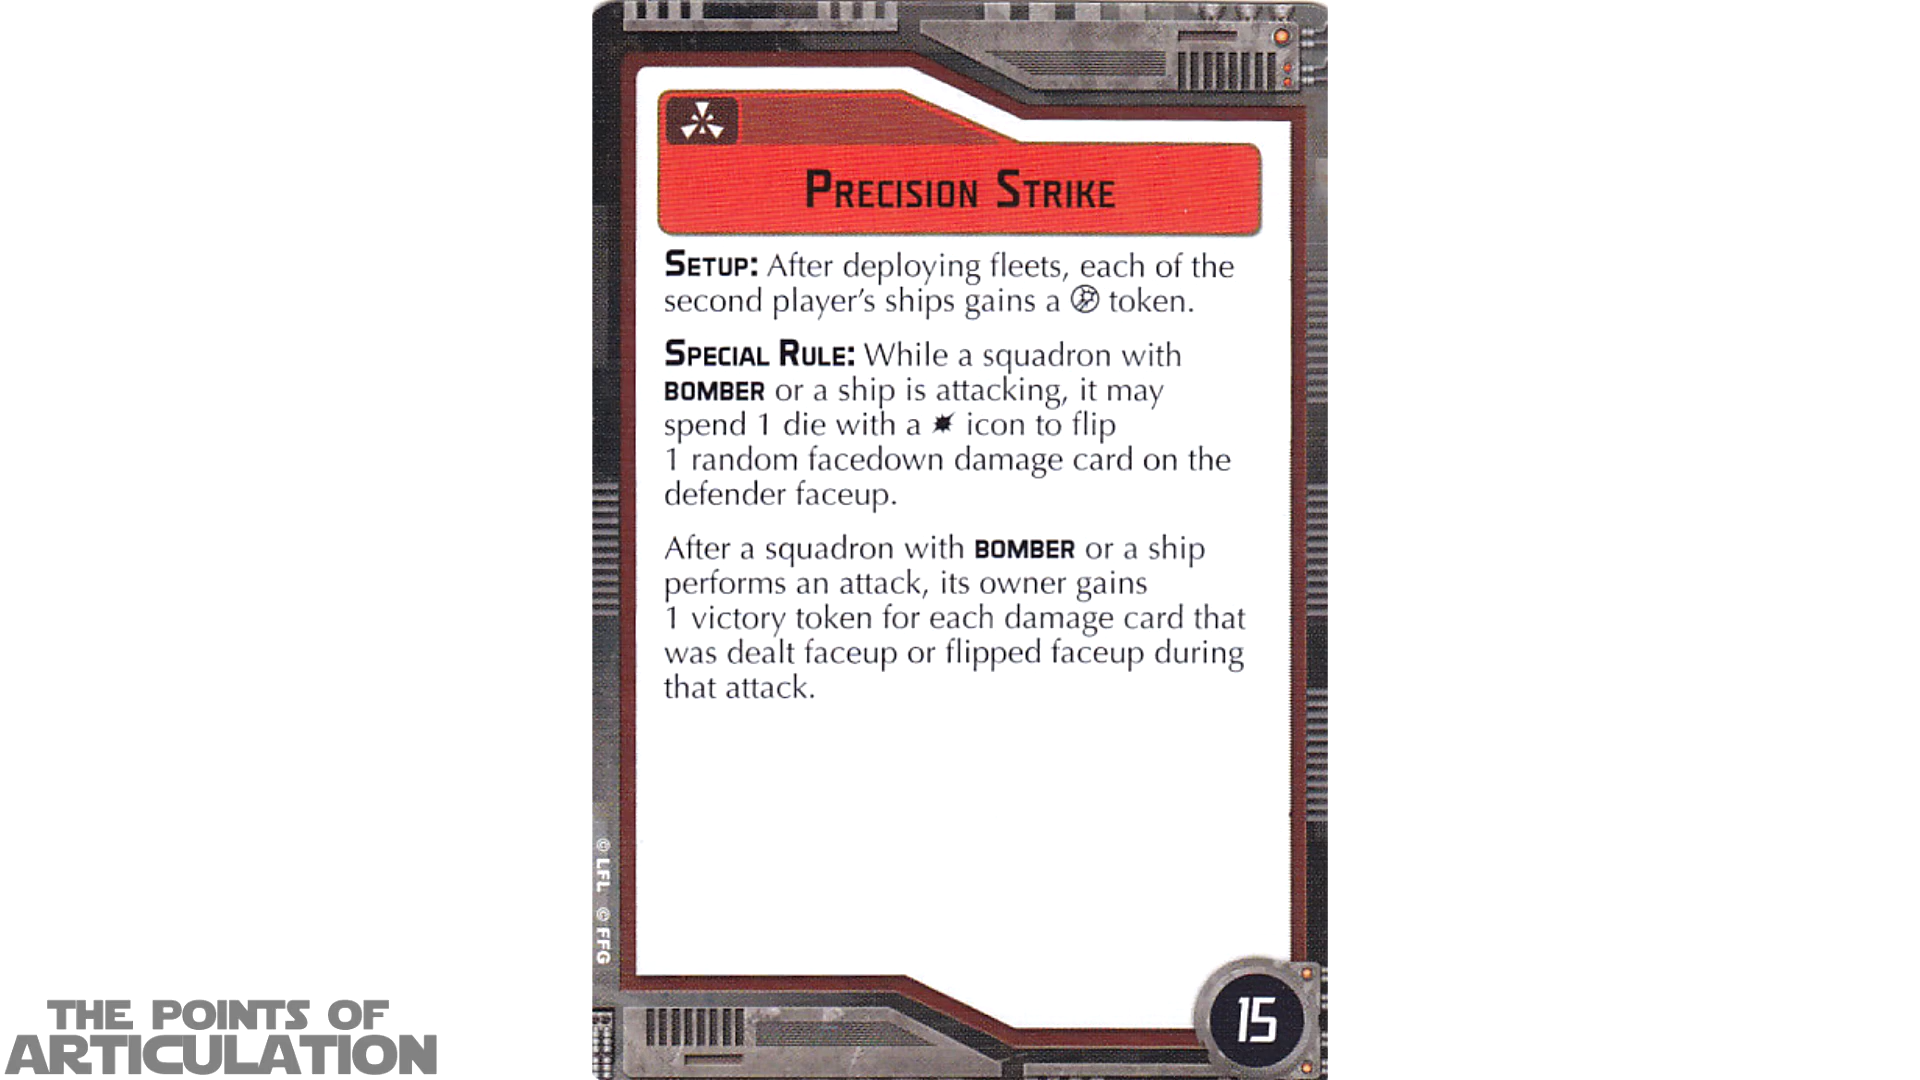 PRECISION STRIKE
SETUP: After deploying fleets, each of the
second player's ships gains a token.
SPECIAL RULE: While a squadron with
BOMBER or a ship is attacking, it may
spend 1 die with a icon to flip
1 random facedown damage card on the
defender faceup.
After a squadron with BOMBER or a ship
performs an attack, its owner gains
1 victory token for each damage card that
was dealt faceup or flipped faceup during
that attack.
© LFL © FFG
15
THE POINTS OF
ARTICULATION